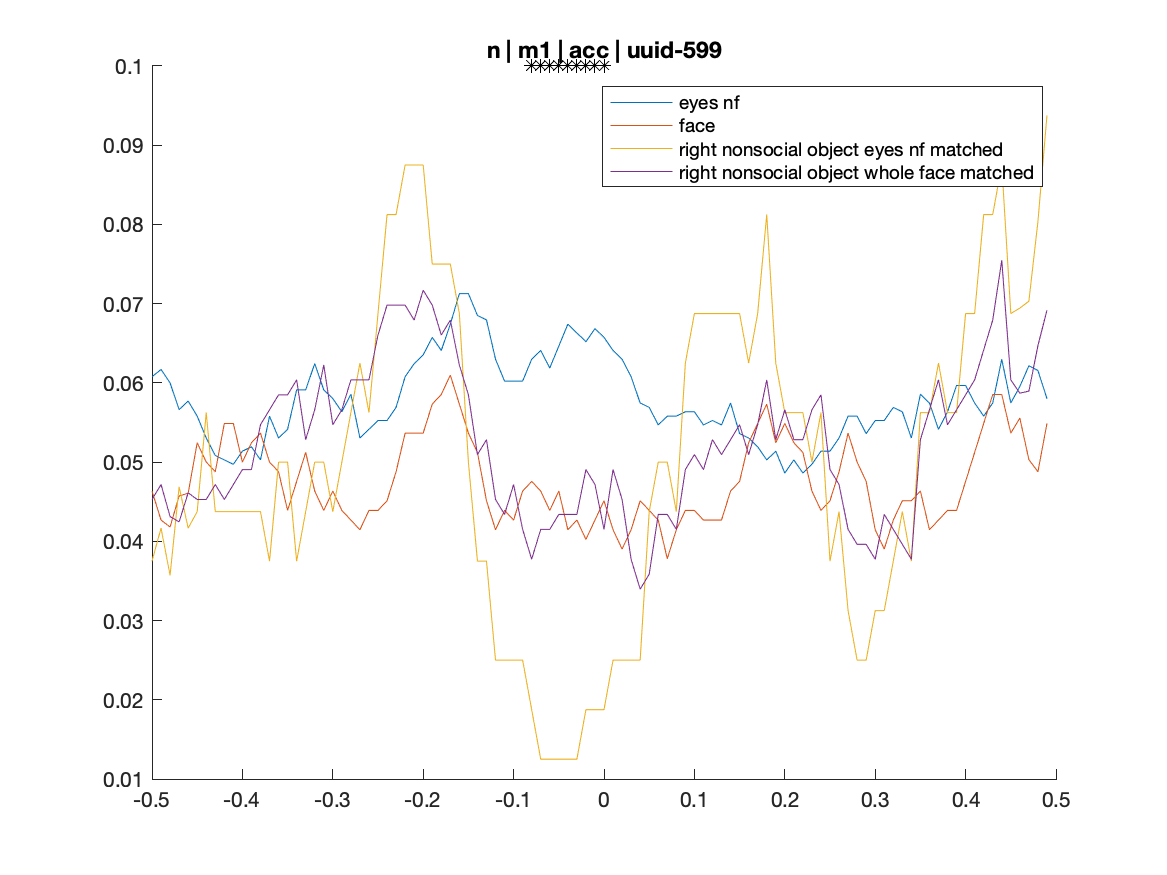 n | m1 | acc | uuid-599
eyes nf
face
right nonsocial object eyes nf matched
right nonsocial object whole face matched
0.1
0.09
0.08
0.07
0.06
0.05
0.04
0.03
0.02
0.01
-0.5 -0.4 -0.3 -0.2 -0.1 0 0.1 0.2 0.3 0.4 0.5